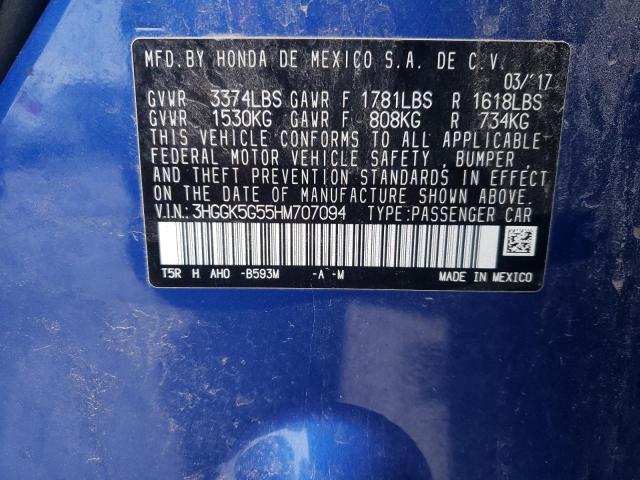 MFD.BY HONDA DE MEXICO S.A. DE C.V.
03/'17
GVWR 3374LBS GAWR F 1781LBS R 1618LBS
GVWR 1530KG GAWR F 808KG R 734KG
THIS VEHICLE CONFORMS TO ALL APPLICABLE
FEDERAL MOTOR VEHICLE SAFETY, BUMPER,
AND THEFT PREVENTION STANDARDS IN EFFECT
ON THE DATE OF MANUFACTURE SHOWN ABOVE.
V.I.N.: 3HGGK5G55HM707094 TYPE:PASSENGER CAR
T5R H AHO -B593M -A -M
MADE IN MEXICO